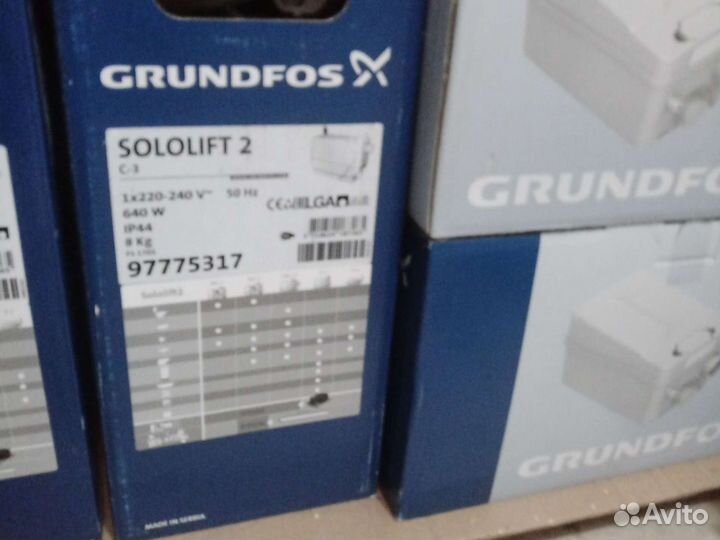 GRUNDFOS
SOLOLIFT 2
C-3
1x220-240 V~ 50 Hz
640 W
IP44
8 Kg
97775317
Sololift2
MADE IN SERBIA
GRUNDFOS
GRUNDFOS
Avito